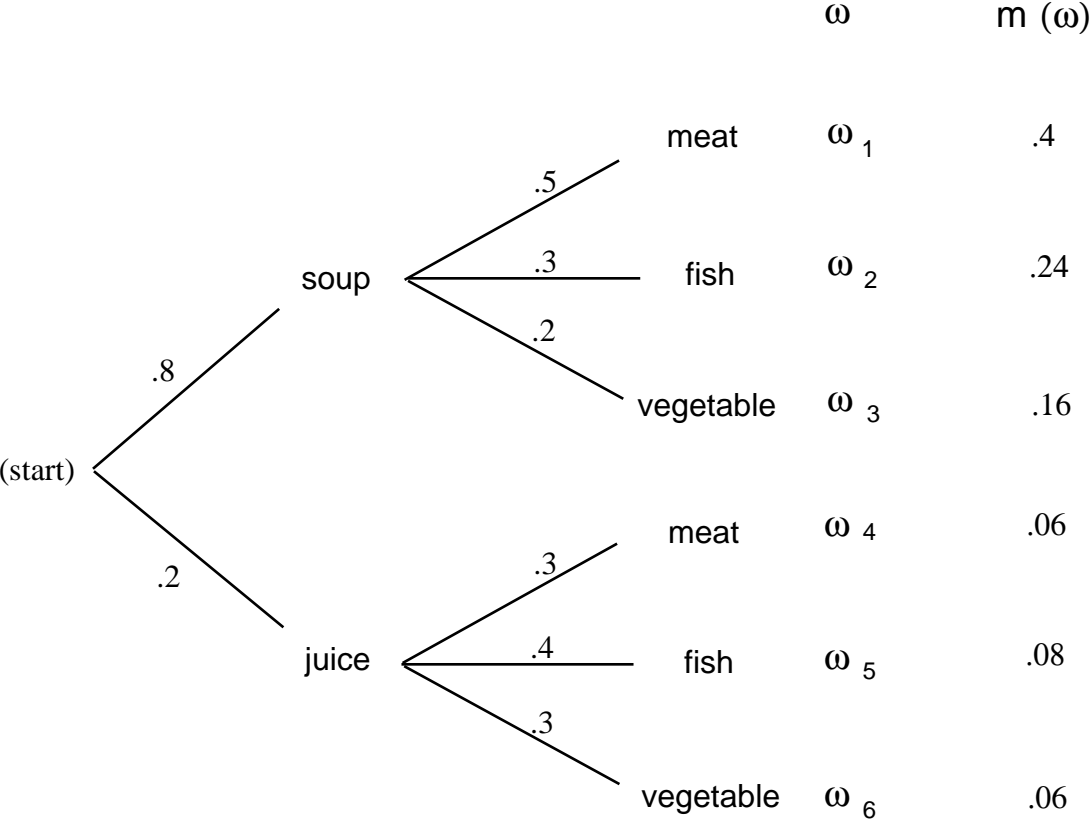 ω m (ω)
meat ω 1 .4
.5
soup .3 fish ω 2 .24
.2
.8
vegetable ω 3 .16
(start)
meat ω 4 .06
.3
.2
juice .4 fish ω 5 .08
.3
vegetable ω 6 .06